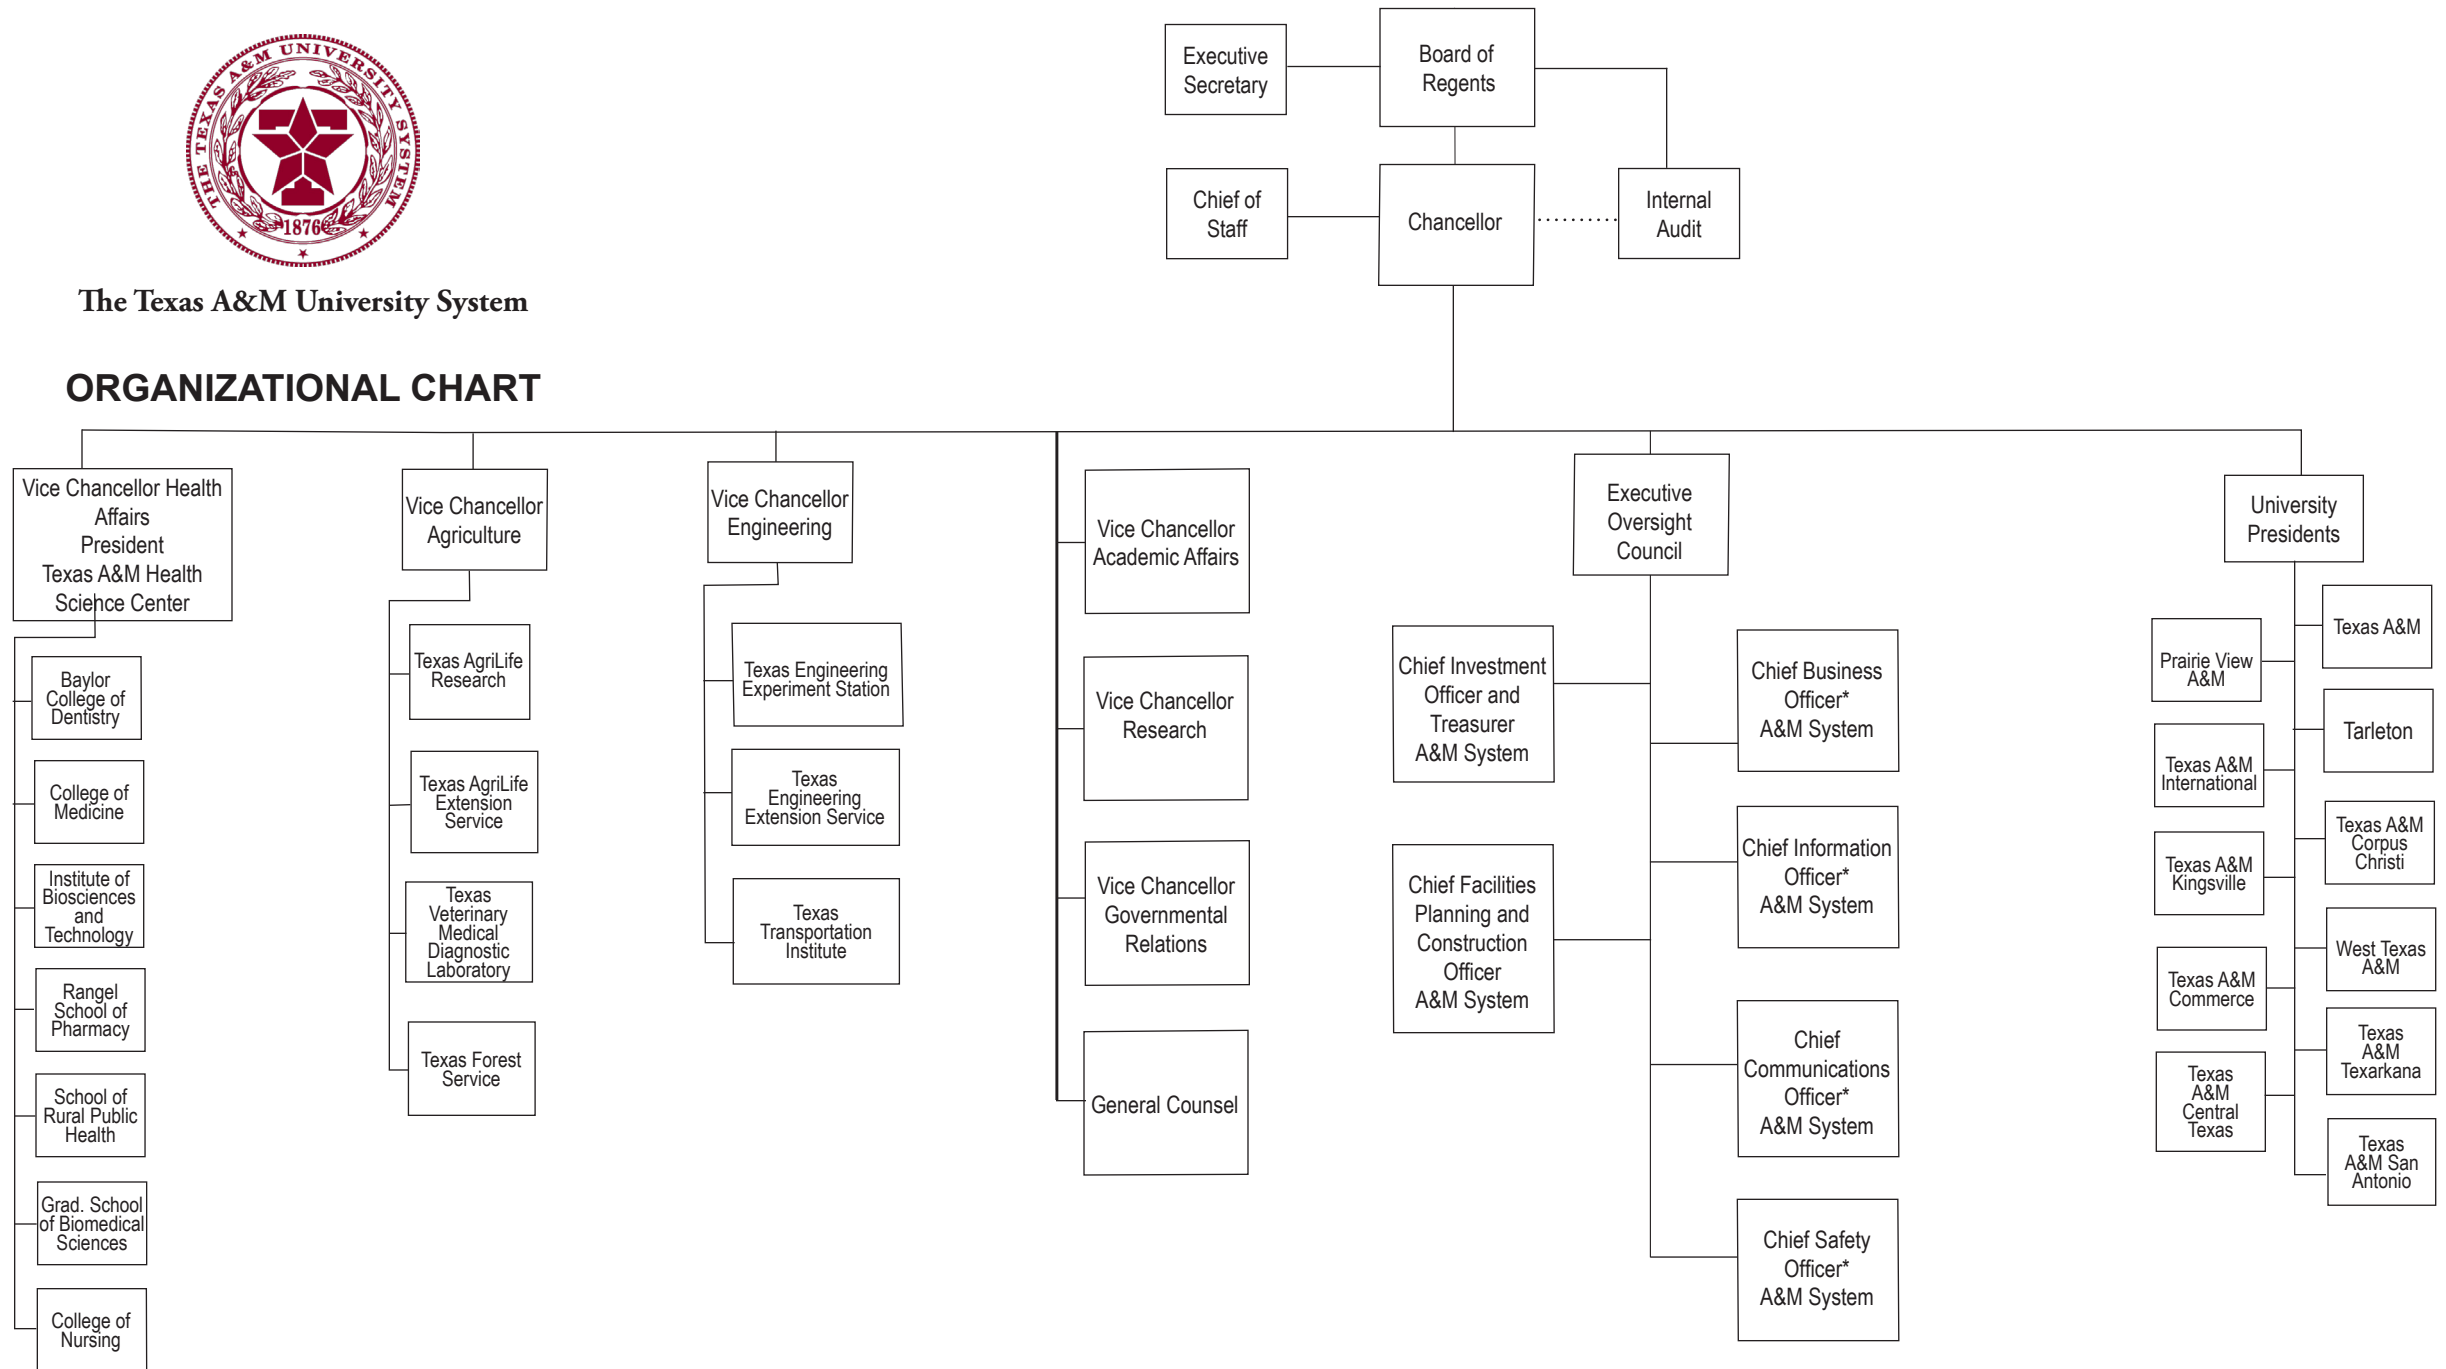 THE TEXAS A&M UNIVERSITY SYSTEM
1876
The Texas A&M University System
ORGANIZATIONAL CHART
Executive
Secretary
Board of
Regents
Chief of
Staff
Chancellor
Internal
Audit
Vice Chancellor Health
Affairs
President
Texas A&M Health
Science Center
Baylor
College of
Dentistry
College of
Medicine
Institute of
Biosciences
and
Technology
Rangel
School of
Pharmacy
School of
Rural Public
Health
Grad. School
of Biomedical
Sciences
College of
Nursing
Vice Chancellor
Agriculture
Texas AgriLife
Research
Texas AgriLife
Extension
Service
Texas
Veterinary
Medical
Diagnostic
Laboratory
Texas Forest
Service
Vice Chancellor
Engineering
Texas Engineering
Experiment Station
Texas
Engineering
Extension Service
Texas
Transportation
Institute
Vice Chancellor
Academic Affairs
Vice Chancellor
Research
Vice Chancellor
Governmental
Relations
General Counsel
Executive
Oversight
Council
Chief Investment
Officer and
Treasurer
A&M System
Chief Facilities
Planning and
Construction
Officer
A&M System
Chief Business
Officer*
A&M System
Chief Information
Officer*
A&M System
Chief
Communications
Officer*
A&M System
Chief Safety
Officer*
A&M System
University
Presidents
Texas A&M
Prairie View
A&M
Tarleton
Texas A&M
International
Texas A&M
Corpus
Christi
Texas A&M
Kingsville
West Texas
A&M
Texas A&M
Commerce
Texas
A&M
Texarkana
Texas
A&M
Central
Texas
Texas
A&M San
Antonio